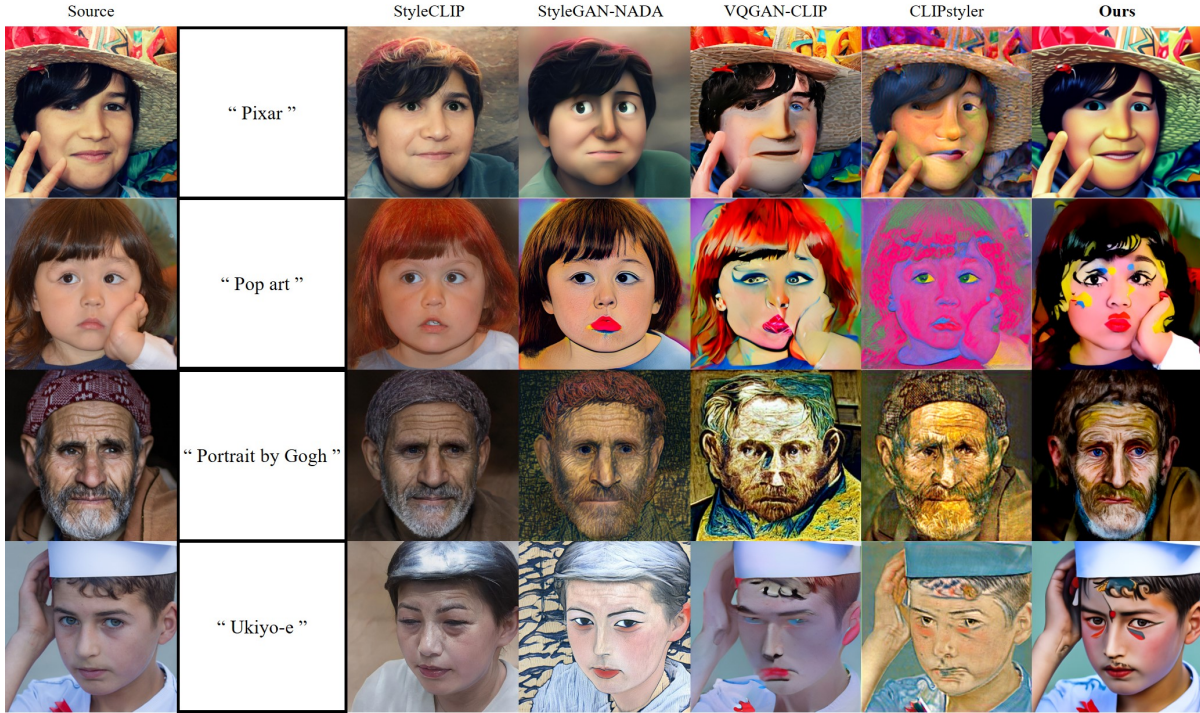 Source
StyleCLIP
StyleGAN-NADA
VQGAN-CLIP
CLIPstyler
Ours
“ Pixar ”
“ Pop art ”
“ Portrait by Gogh ”
“ Ukiyo-e ”